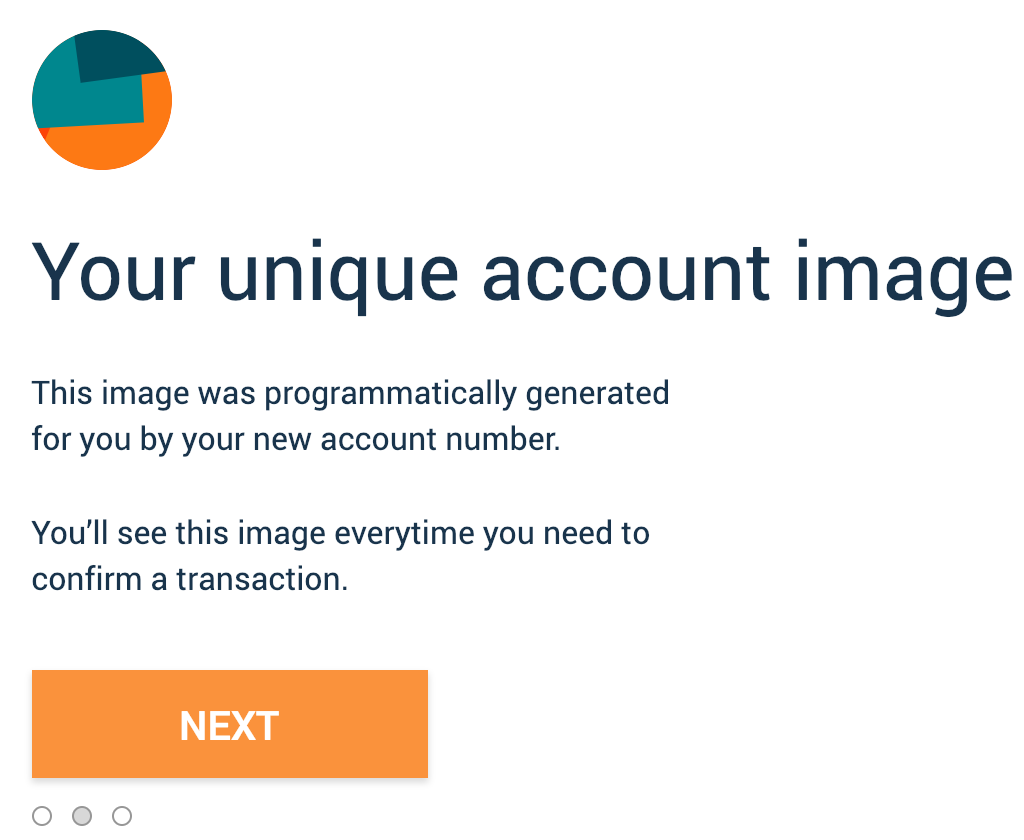 Your unique account image
This image was programmatically generated
for you by your new account number.
You’ll see this image everytime you need to
confirm a transaction.
NEXT